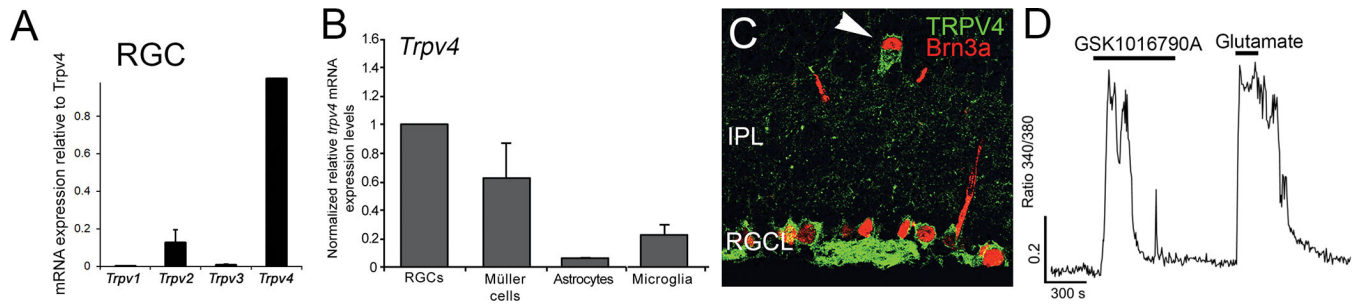 A
RGC
mRNA expression relative to Trpv4
1
0.8
0.6
0.4
0.2
0
Trpv1 Trpv2 Trpv3 Trpv4
B
Trpv4
Normalized relative trpv4 mRNA
expression levels
1.6
1.4
1.2
1
0.8
0.6
0.4
0.2
0
RGCs Müller Astrocytes Microglia
cells
C
TRPV4
Brn3a
IPL
RGCL
D
GSK1016790A Glutamate
Ratio 340/380
0.2
300 s